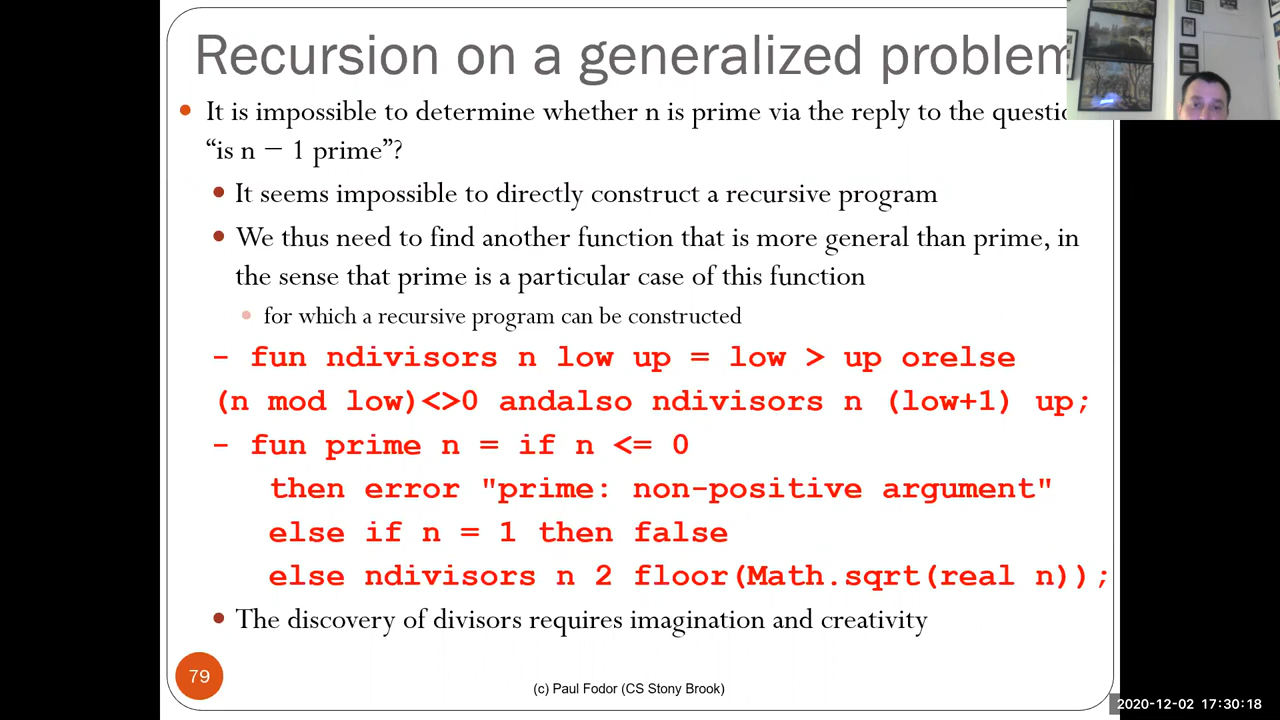 Recursion on a generalized problem
It is impossible to determine whether n is prime via the reply to the questio
“is n − 1 prime”?
It seems impossible to directly construct a recursive program
We thus need to find another function that is more general than prime, in
the sense that prime is a particular case of this function
for which a recursive program can be constructed
- fun ndivisors n low up = low > up orelse
(n mod low)<>0 andalso ndivisors n (low+1) up;
- fun prime n = if n <= 0
then error "prime: non-positive argument"
else if n = 1 then false
else ndivisors n 2 floor(Math.sqrt(real n));
The discovery of divisors requires imagination and creativity
79
(c) Paul Fodor (CS Stony Brook)
2020-12-02 17:30:18